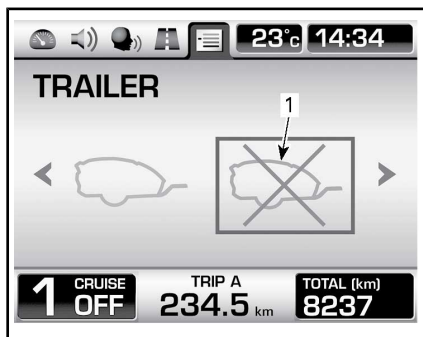 23°c 14:34
TRAILER
1
1 CRUISE OFF
TRIP A
234.5 km
TOTAL (km)
8237